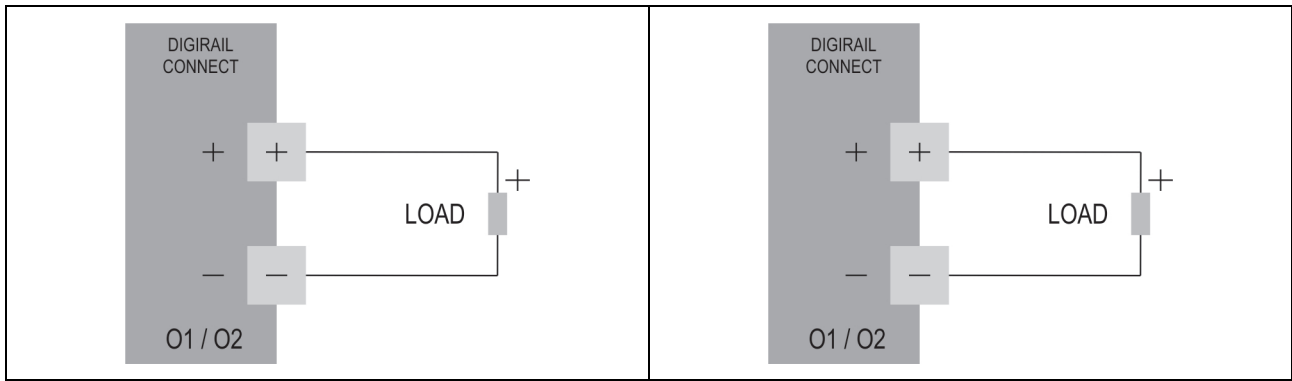 DIGIRAIL
CONNECT
+ +
+
LOAD
− −
O1 / O2
DIGIRAIL
CONNECT
+ +
+
LOAD
− −
O1 / O2